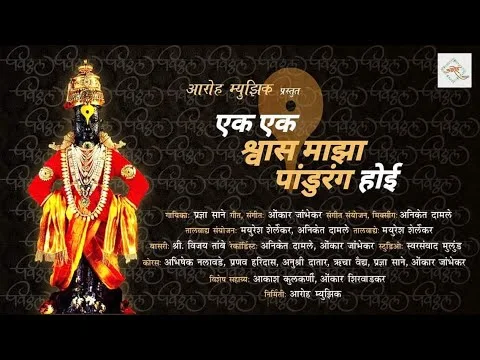 आरोह म्युझिक प्रस्तुत
एक एक
श्वास माझा
पांडुरंग होई
गायिका: प्रज्ञा साने गीत, संगीत: ओंकार जांभेकर संगीत संयोजन, मिक्सींग: अनिकेत दामले
तालवाद्य संयोजन: मयुरेश शेर्लेकर, अनिकेत दामले तालवाद्ये: मयुरेश शेर्लेकर
बासरी: श्री. विजय तांबे रेकॉर्डिस्ट: अनिकेत दामले, ओंकार जांभेकर स्टुडिओ: स्वरसंवाद मुलुंड
कोरस: अभिषेक नलावडे, प्रणव हरिदास, अनुश्री दातार, ऋचा वैद्य, प्रज्ञा साने, ओंकार जांभेकर
विशेष सहाय्य: आकाश कुलकर्णी, ओंकार शिरवाडकर
निर्मिती: आरोह म्युझिक